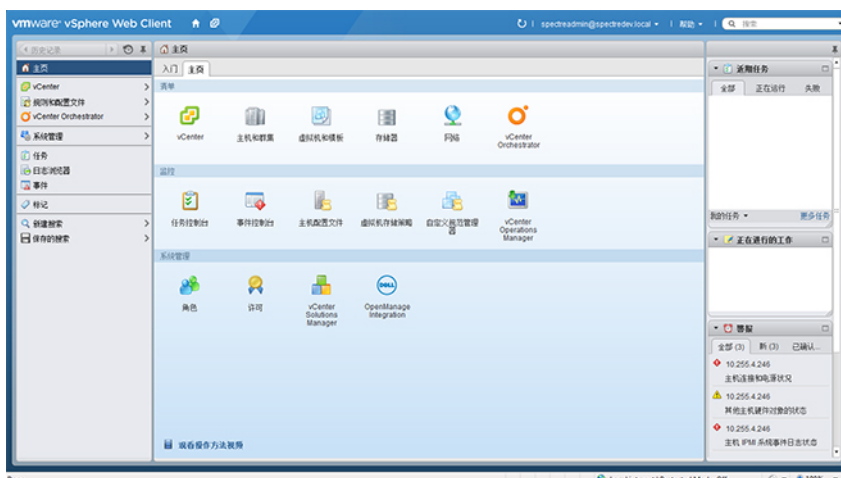 vmware® vSphere Web Client
spectreadmin@spectredev.local
帮助
搜索
历史记录
主页
vCenter
规则和配置文件
vCenter Orchestrator
系统管理
任务
日志浏览器
事件
标记
新建搜索
保存的搜索
主页
入门 主页
清单
vCenter
主机和群集
虚拟机和模板
存储器
网络
vCenter
Orchestrator
监控
任务控制台
事件控制台
主机配置文件
虚拟机存储策略
自定义规范管理
器
vCenter
Operations
Manager
系统管理
角色
许可
vCenter
Solutions
Manager
DELL
OpenManage
Integration
观看操作方法视频
近期任务
全部 正在运行 失败
我的任务 更多任务
正在进行的工作
警报
全部 (3) 新 (3) 已确认...
10.255.4.246
主机连接和电源状况
10.255.4.246
其他主机硬件对象的状态
10.255.4.246
主机 IPMI 系统事件日志状态